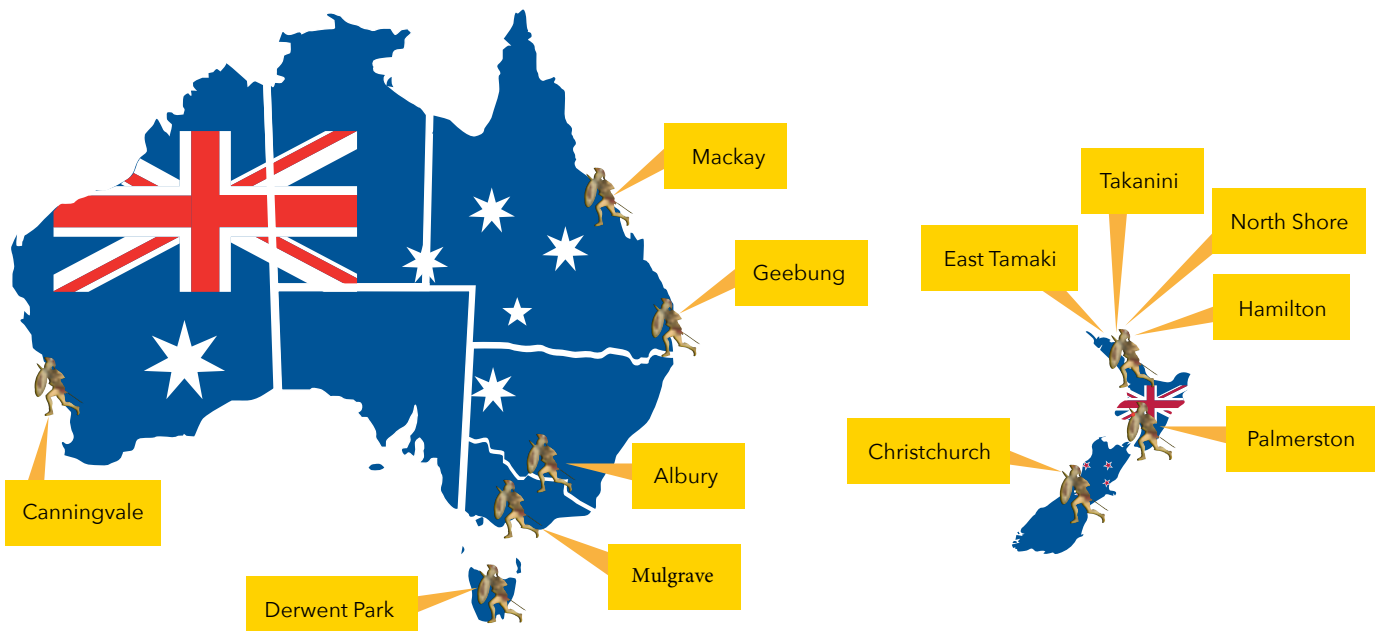 Mackay
Geebung
Canningvale
Albury
Mulgrave
Derwent Park
Takanini
North Shore
East Tamaki
Hamilton
Palmerston
Christchurch